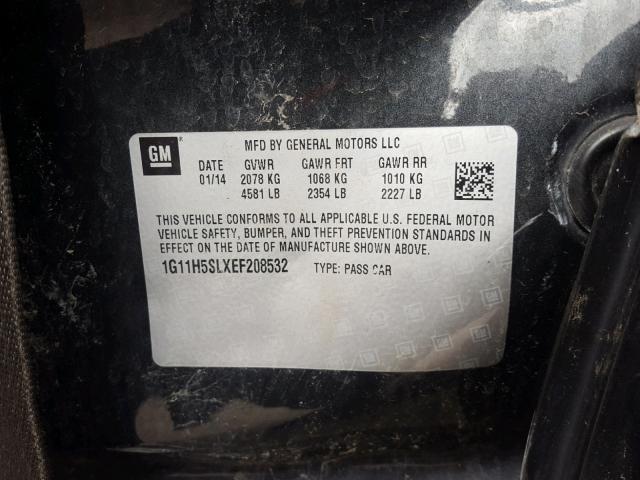 GM
MFD BY GENERAL MOTORS LLC
DATE GVWR GAWR FRT GAWR RR
01/14 2078 KG 1068 KG 1010 KG
4581 LB 2354 LB 2227 LB
THIS VEHICLE CONFORMS TO ALL APPLICABLE U.S. FEDERAL MOTOR
VEHICLE SAFETY, BUMPER, AND THEFT PREVENTION STANDARDS IN
EFFECT ON THE DATE OF MANUFACTURE SHOWN ABOVE.
1G11H5SLXEF208532 TYPE: PASS CAR